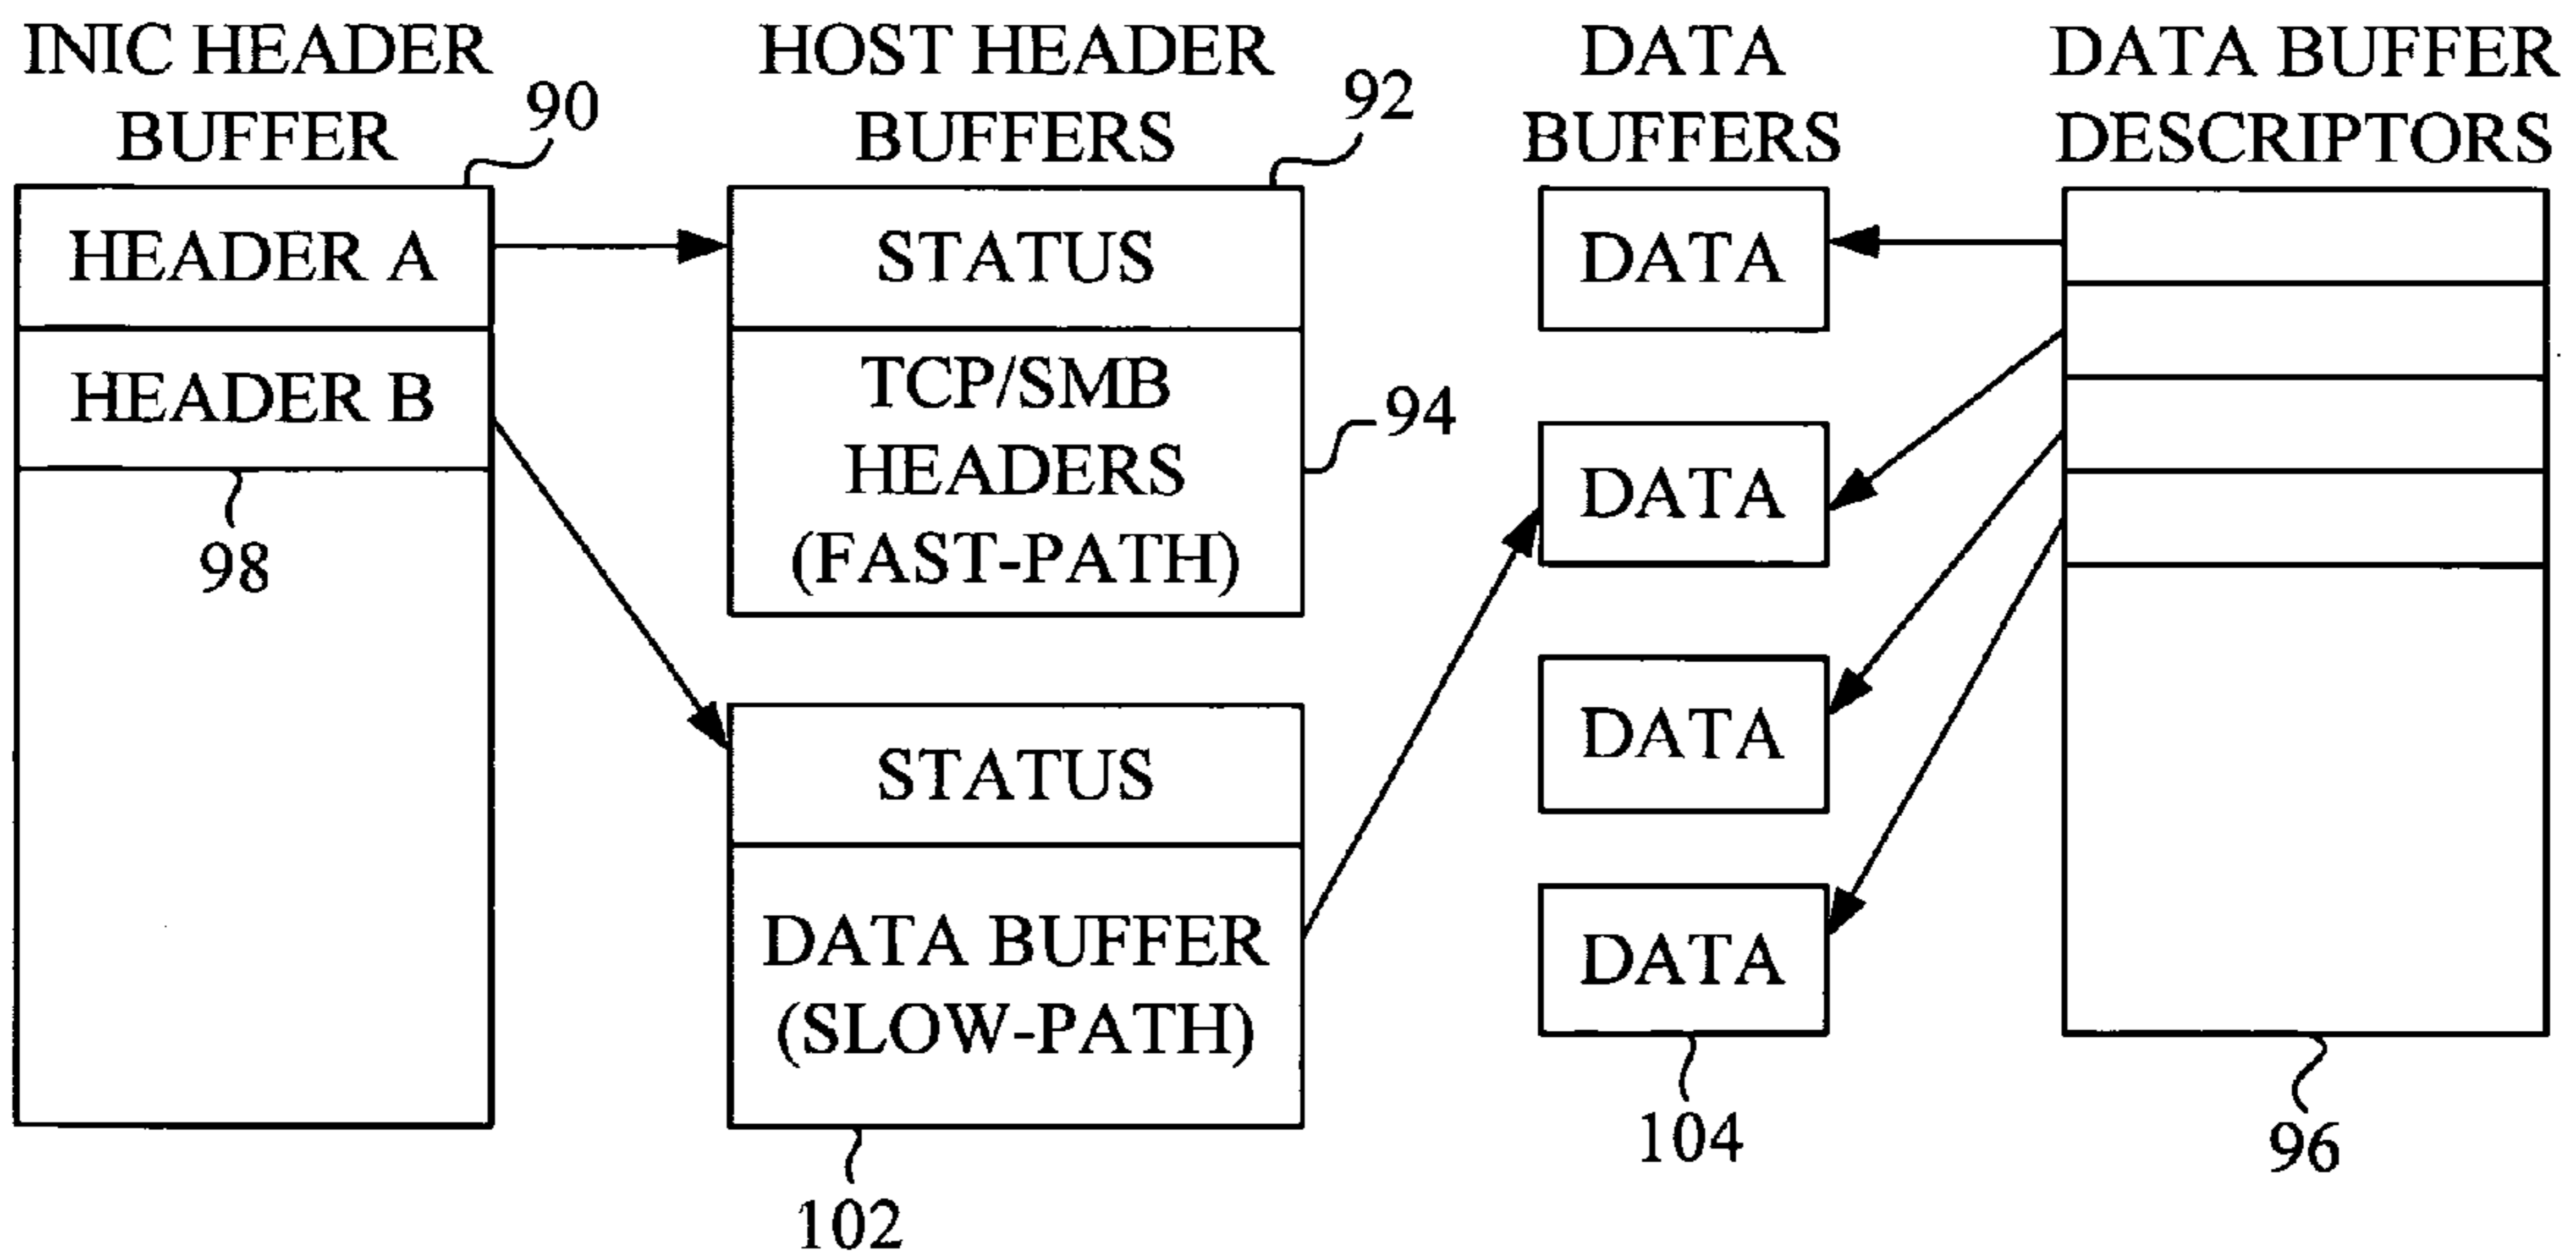 INIC HEADER
BUFFER
90
HEADER A
HEADER B
98
HOST HEADER
BUFFERS
92
STATUS
TCP/SMB
HEADERS
(FAST-PATH)
94
STATUS
DATA BUFFER
(SLOW-PATH)
102
DATA
BUFFERS
DATA
DATA
DATA
DATA
104
DATA BUFFER
DESCRIPTORS
96